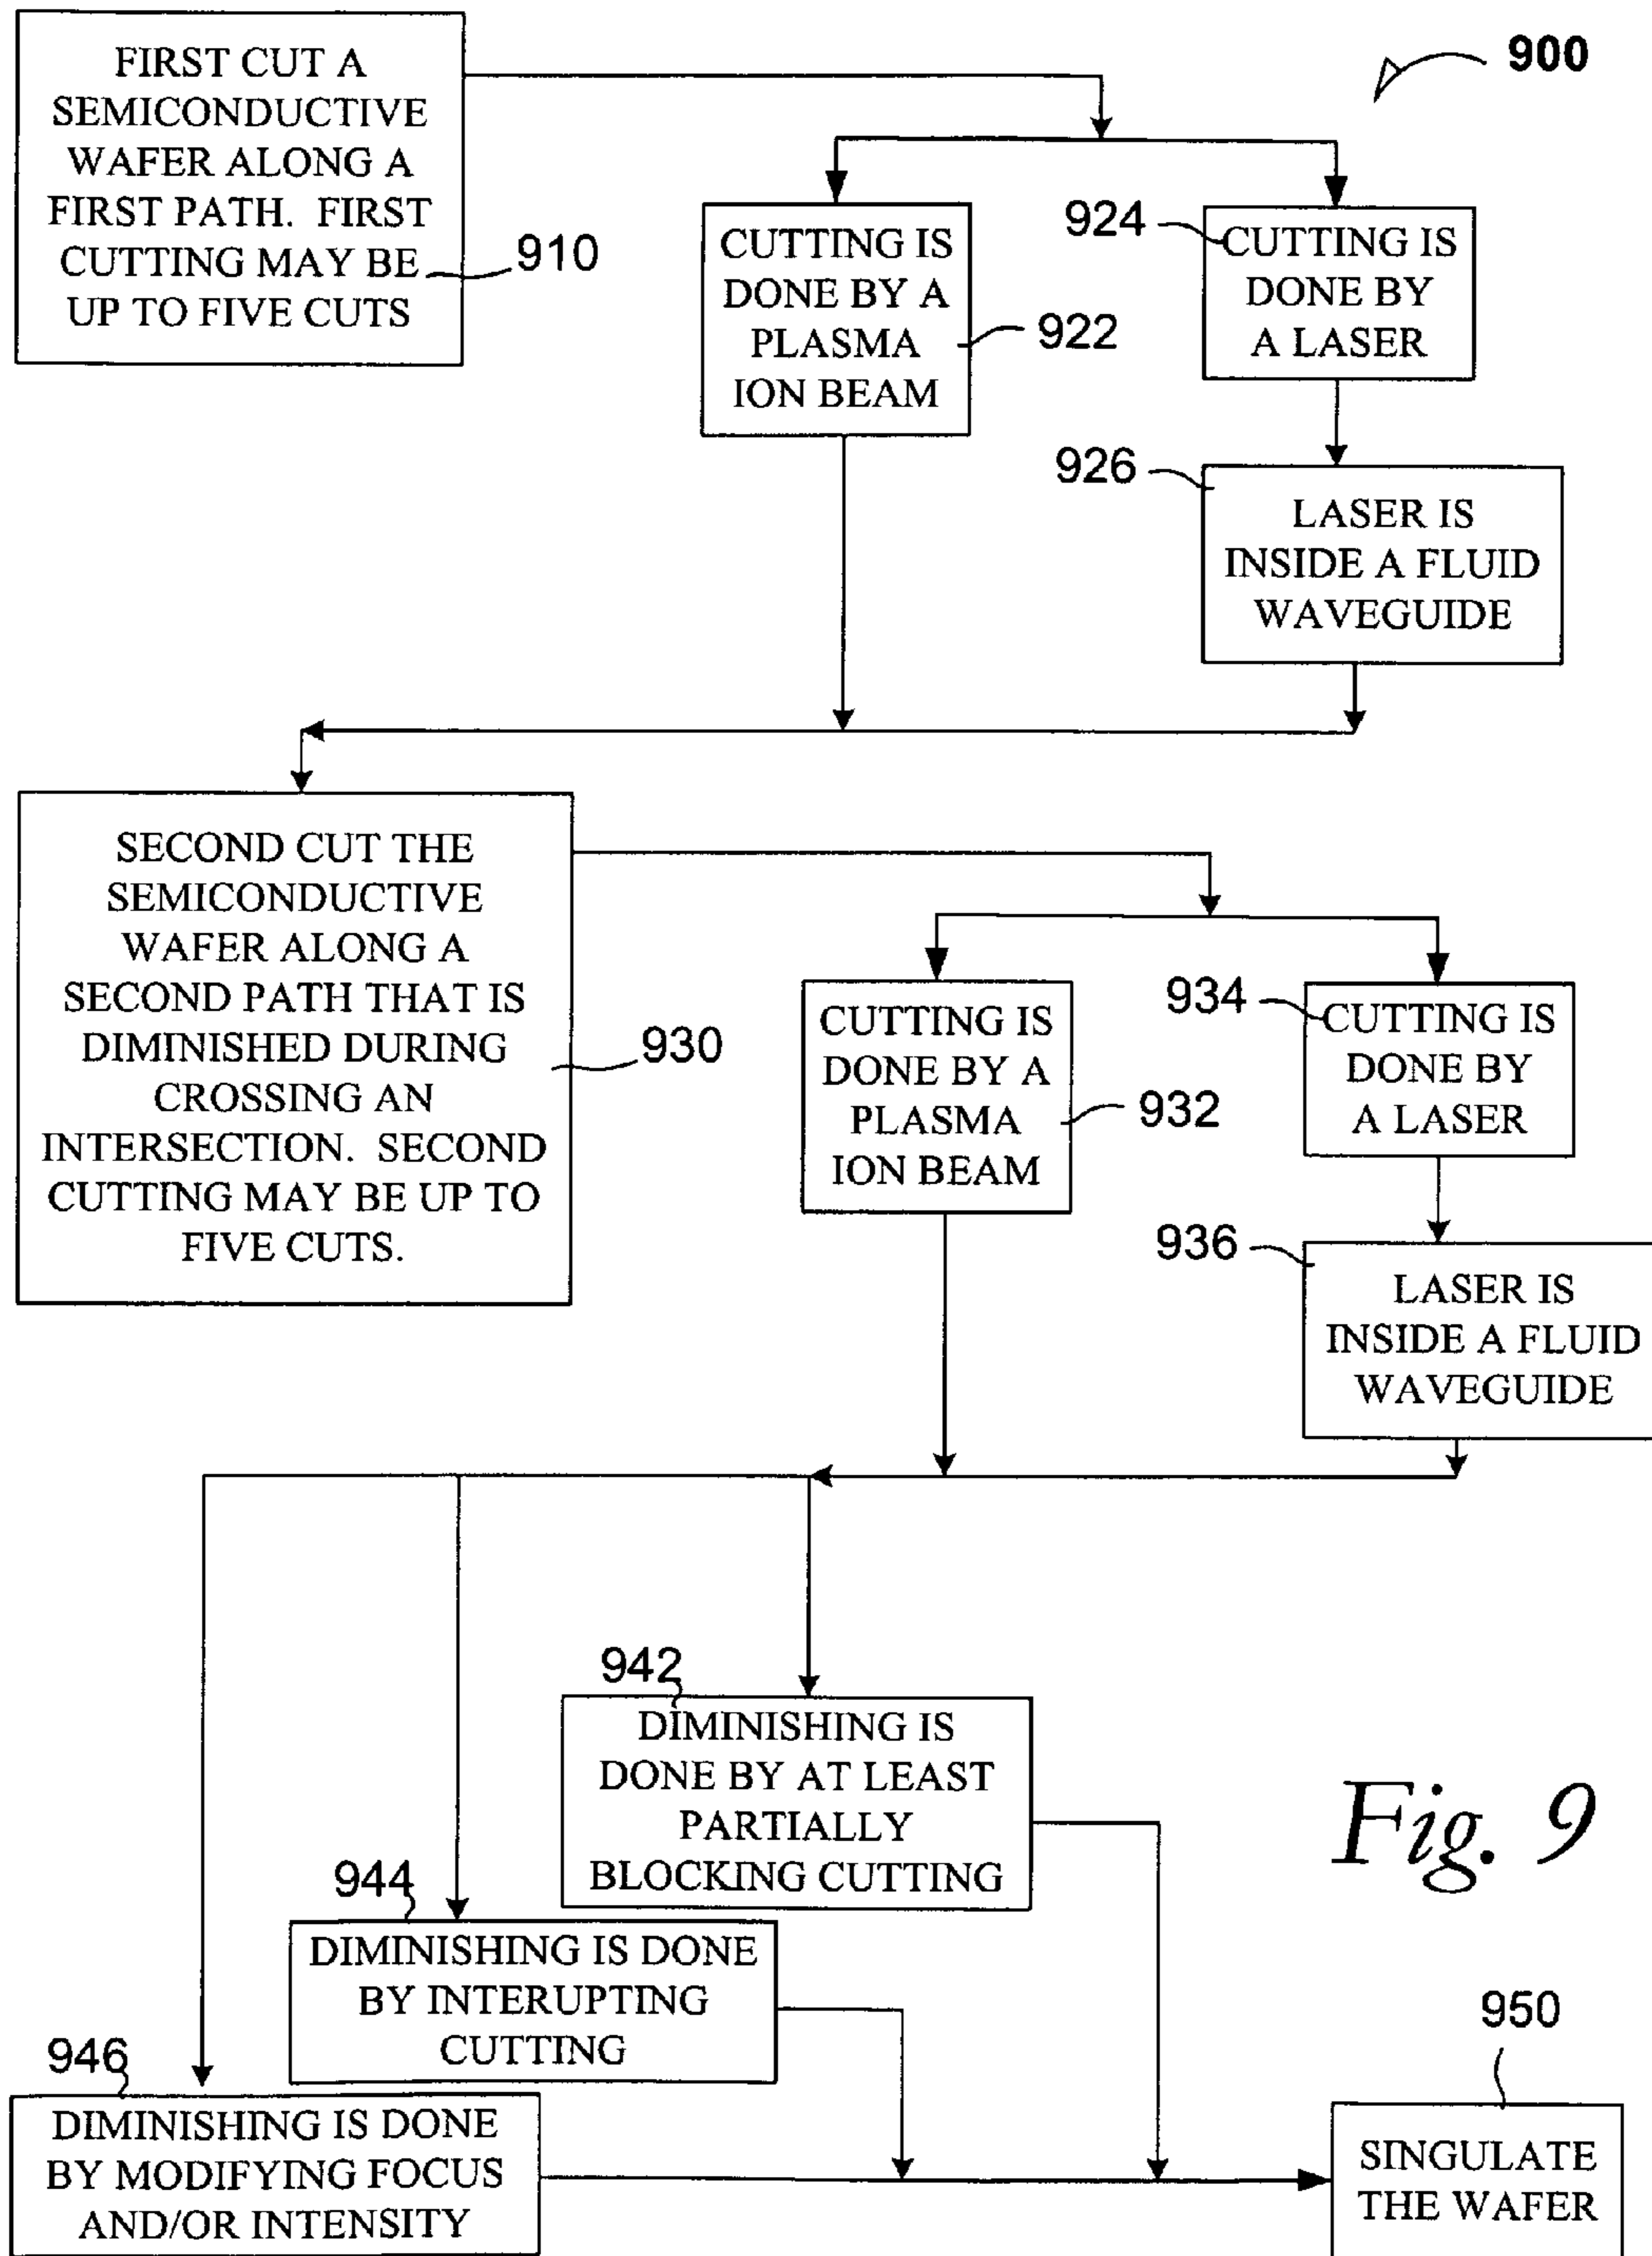 900
FIRST CUT A
SEMICONDUCTIVE
WAFER ALONG A
FIRST PATH. FIRST
CUTTING MAY BE
UP TO FIVE CUTS
910
CUTTING IS
DONE BY A
PLASMA
ION BEAM
922
924
CUTTING IS
DONE BY
A LASER
926
LASER IS
INSIDE A FLUID
WAVEGUIDE
SECOND CUT THE
SEMICONDUCTIVE
WAFER ALONG A
SECOND PATH THAT IS
DIMINISHED DURING
CROSSING AN
INTERSECTION. SECOND
CUTTING MAY BE UP TO
FIVE CUTS.
930
CUTTING IS
DONE BY A
PLASMA
ION BEAM
932
934
CUTTING IS
DONE BY
A LASER
936
LASER IS
INSIDE A FLUID
WAVEGUIDE
942
DIMINISHING IS
DONE BY AT LEAST
PARTIALLY
BLOCKING CUTTING
944
DIMINISHING IS DONE
BY INTERUPTING
CUTTING
946
DIMINISHING IS DONE
BY MODIFYING FOCUS
AND/OR INTENSITY
950
SINGULATE
THE WAFER
Fig. 9